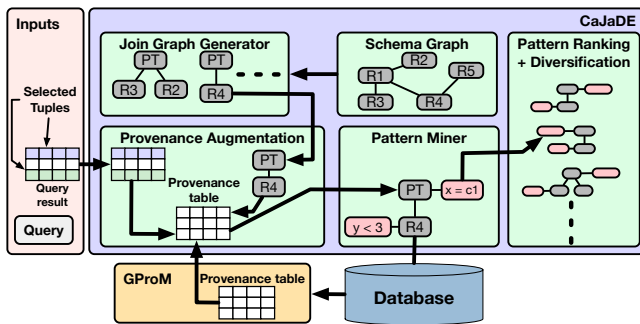 Inputs
CaJaDE
Join Graph Generator
PT
R3
R2
PT
R4
Schema Graph
R2
R1
R5
R3
R4
Pattern Ranking
+ Diversification
Selected
Tuples
Query
result
Query
Provenance Augmentation
PT
R4
Provenance
table
Pattern Miner
PT
x = c1
y < 3
R4
GProM
Provenance table
Database